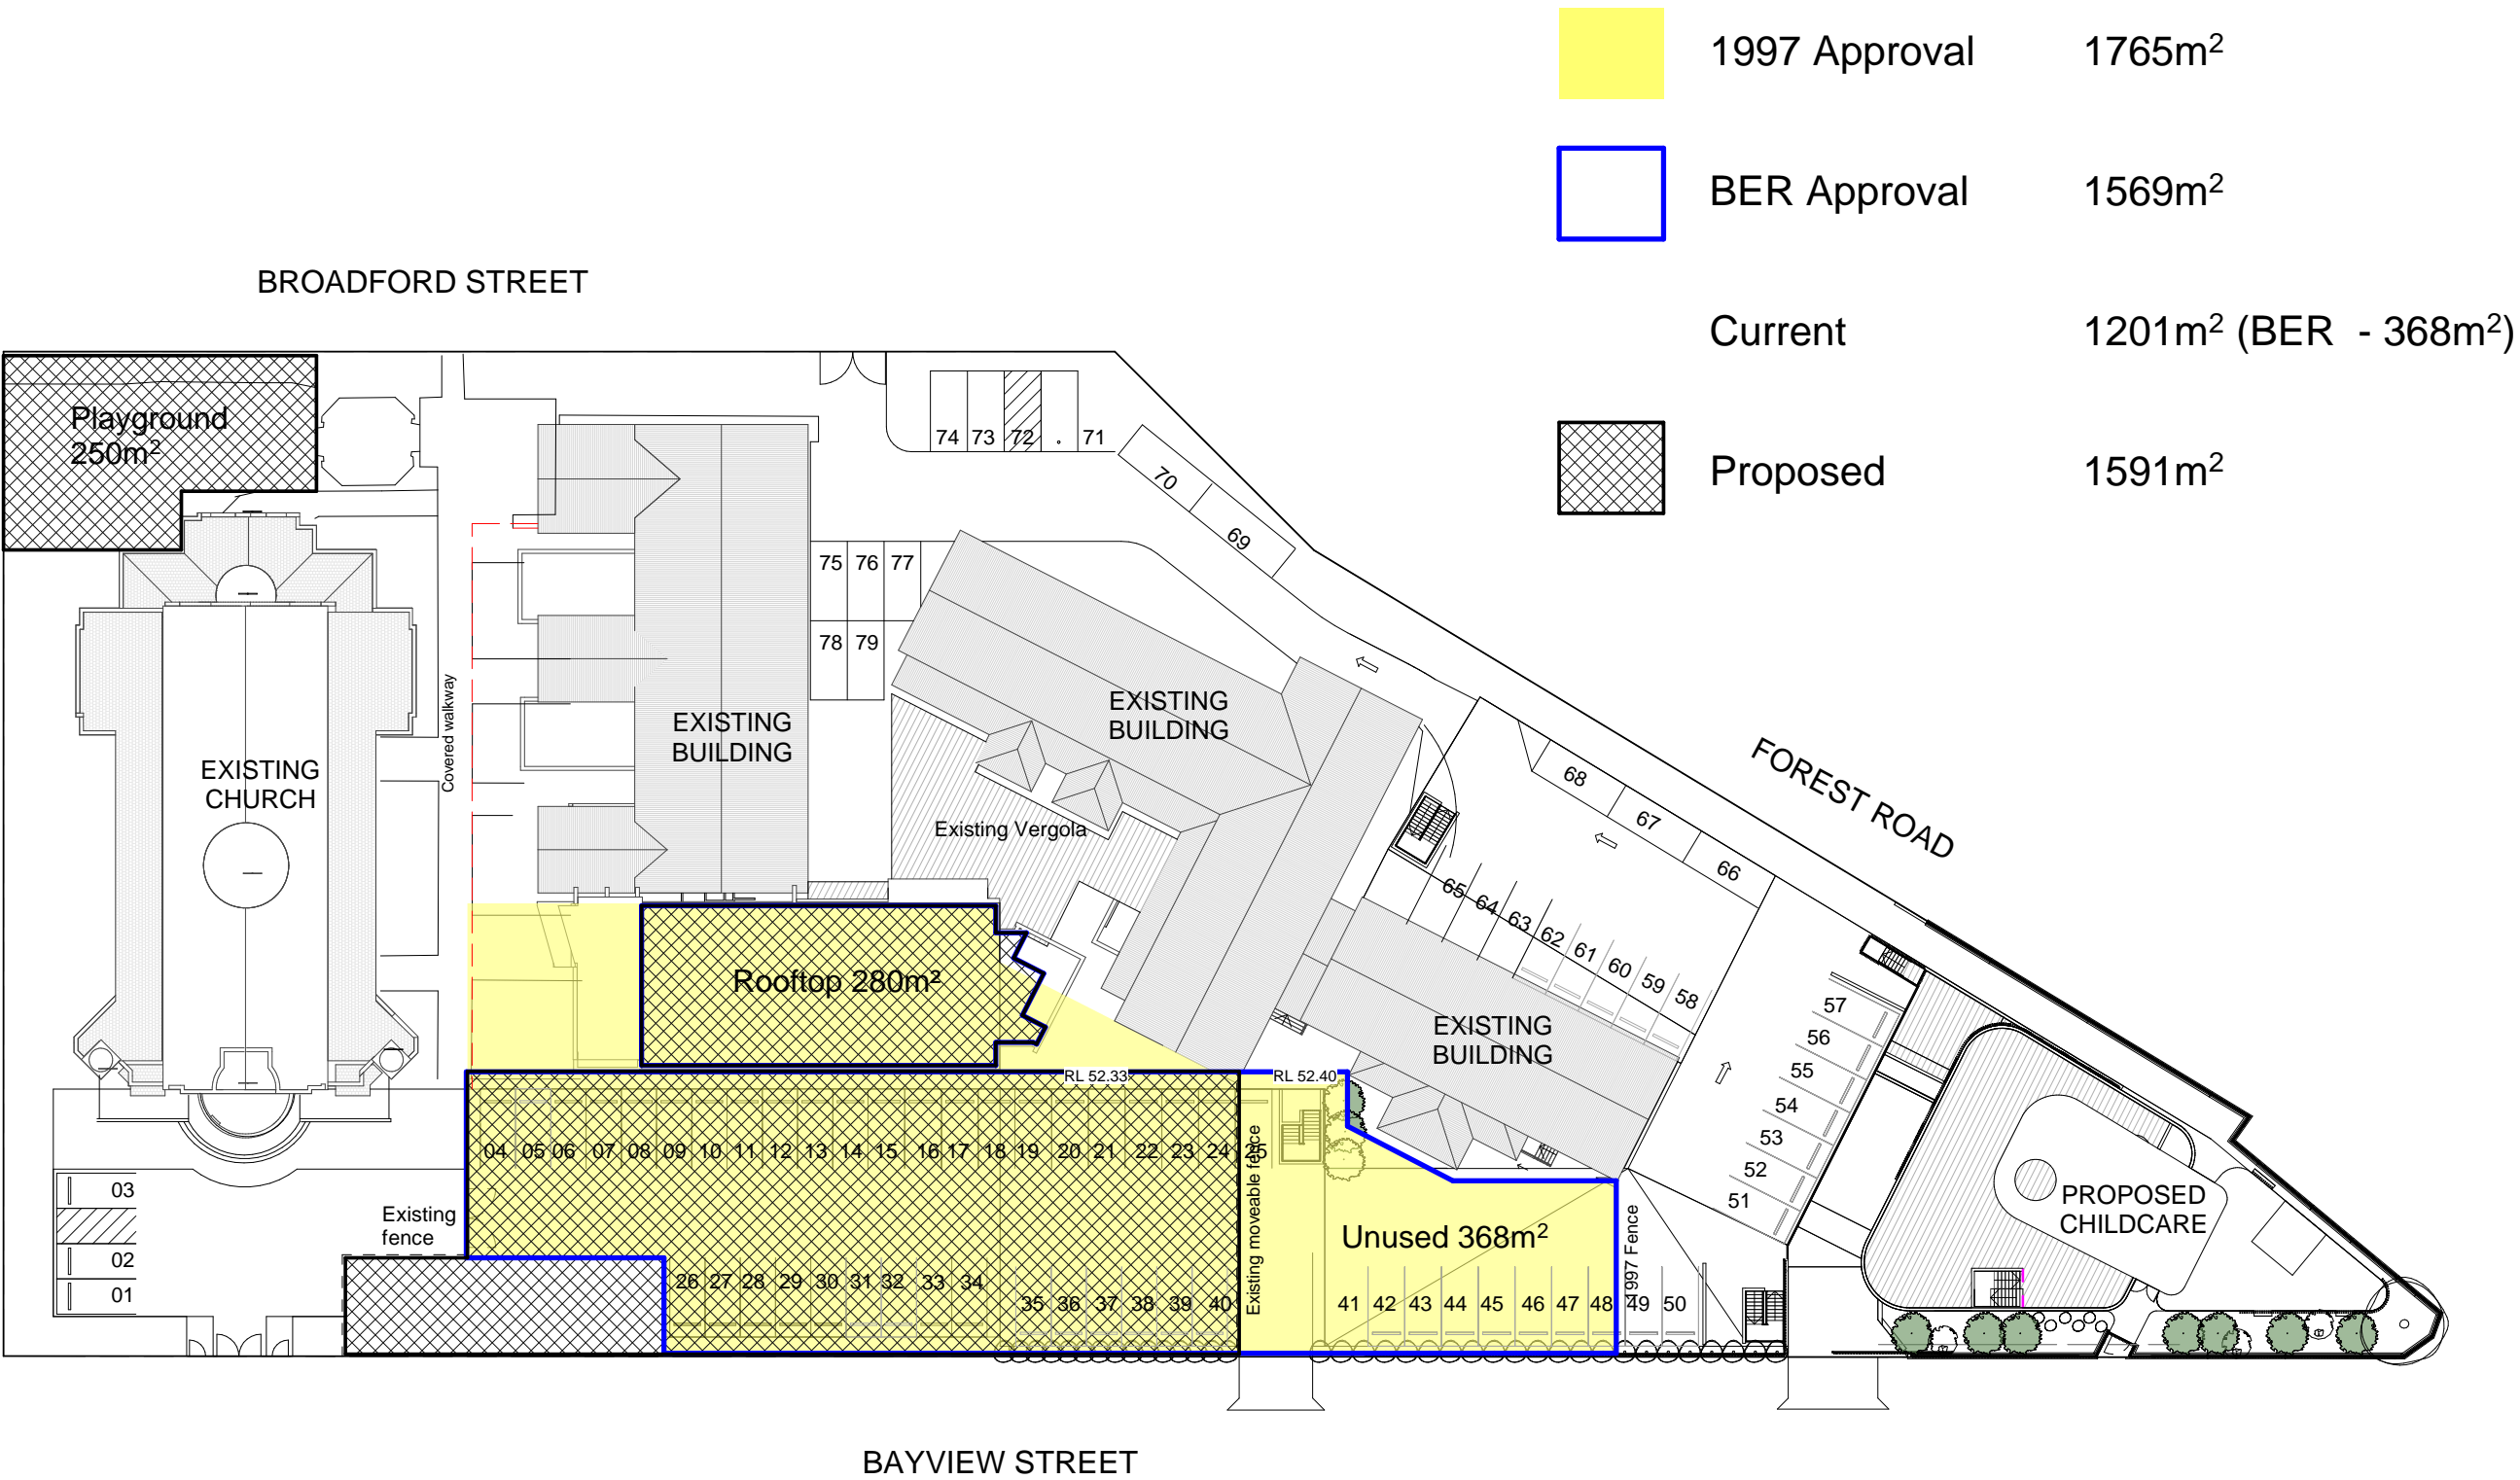 1997 Approval 1765m²
BER Approval 1569m²
Current 1201m² (BER - 368m²)
Proposed 1591m²
BROADFORD STREET
Playground
250m²
74 73 72 71
70
69
75 76 77
78 79
Covered walkway
EXISTING
CHURCH
EXISTING
BUILDING
EXISTING
BUILDING
Existing Vergola
FOREST ROAD
68
67
66
65 64 63 62 61 60 59 58
EXISTING
BUILDING
57
56
55
54
53
52
51
Rooftop 280m²
RL 52.33
RL 52.40
04 05 06 07 08 09 10 11 12 13 14 15 16 17 18 19 20 21 22 23 24 25
03
02
01
Existing
fence
Existing moveable fence
Unused 368m²
1997 Fence
PROPOSED
CHILDCARE
26 27 28 29 30 31 32 33 34
35 36 37 38 39 40
41 42 43 44 45 46 47 48 49 50
BAYVIEW STREET